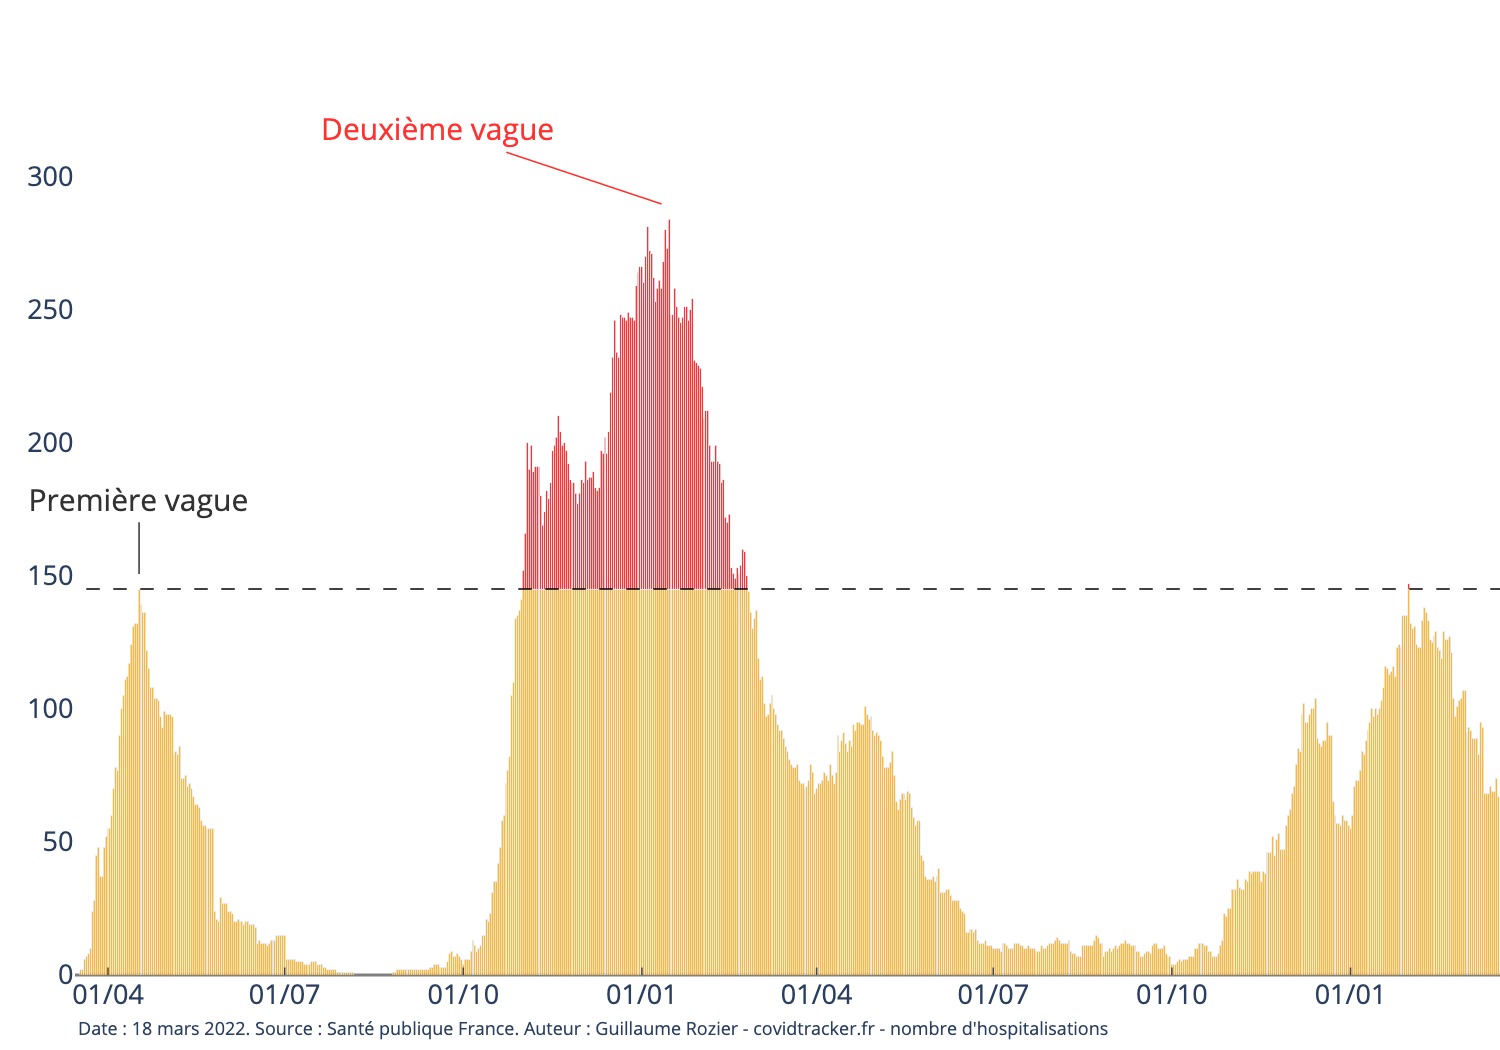 Deuxième vague
300
250
200
Première vague
150
100
50
0
01/04 01/07 01/10 01/01 01/04 01/07 01/10 01/01
Date : 18 mars 2022. Source : Santé publique France. Auteur : Guillaume Rozier - covidtracker.fr - nombre d'hospitalisations